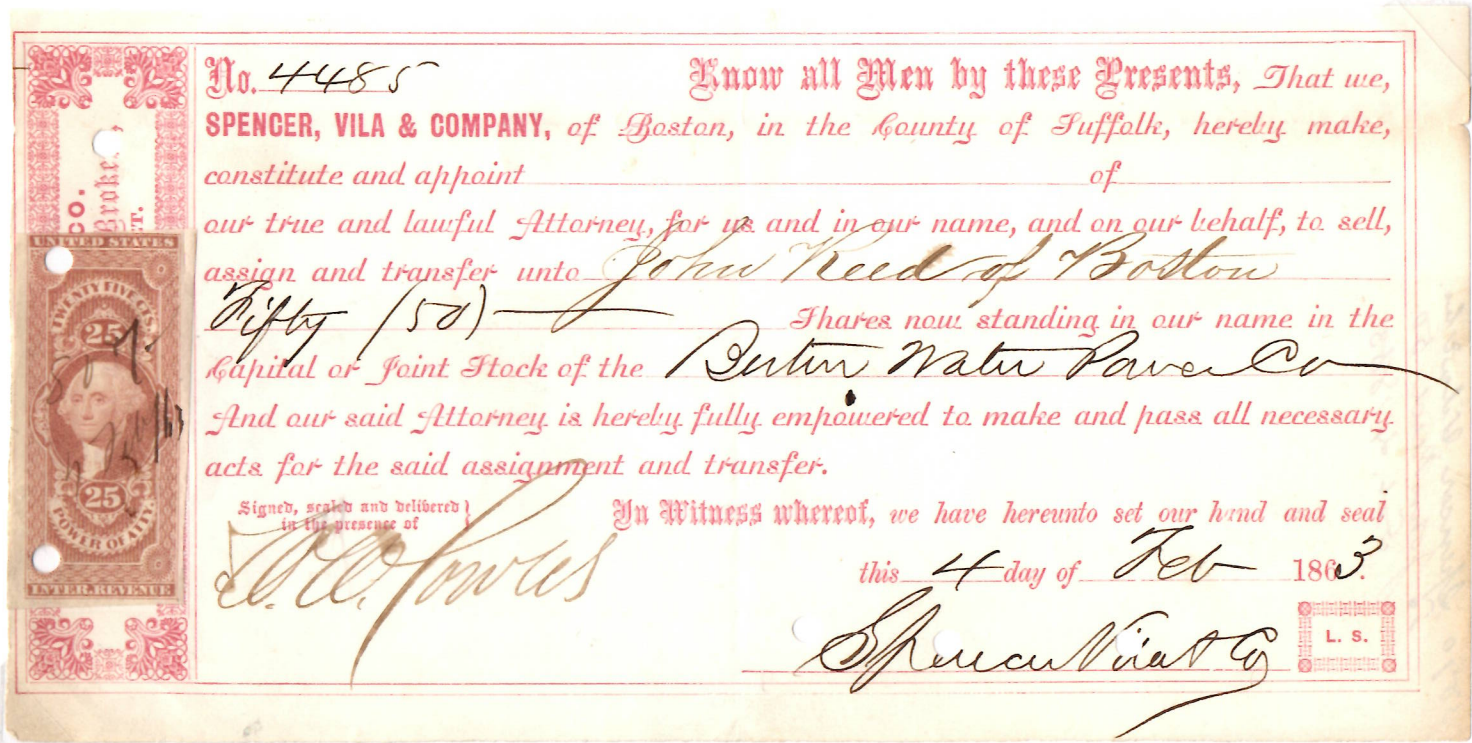 No. 4485 Know all Men by these Presents, That we,
SPENCER, VILA & COMPANY, of Boston, in the County of Suffolk, hereby make,
constitute and appoint of
our true and lawful Attorney, for us and in our name, and on our behalf, to sell,
assign and transfer unto John Reed of Boston
Fifty (50) Shares now standing in our name in the
Capital or Joint Stock of the Boston Water Power Co
And our said Attorney is hereby fully empowered to make and pass all necessary
acts for the said assignment and transfer.
Signed, sealed and delivered
in the presence of
In Witness whereof, we have hereunto set our hand and seal
this 4 day of Feb 1863.
Spencer Vila & Co
L. S.
CO.
Broke
T.
UNITED STATES
TWENTY FIVE CTS.
25
25
POWER OF ATT'Y.
INTER. REVENUE